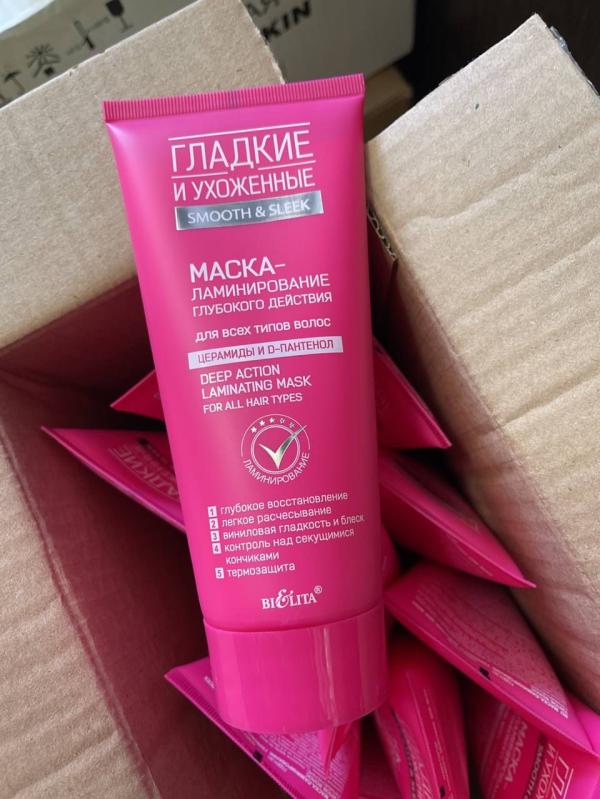 KIN
ГЛАДКИЕ
И УХОЖЕННЫЕ
SMOOTH & SLEEK
МАСКА-
ЛАМИНИРОВАНИЕ
ГЛУБОКОГО ДЕЙСТВИЯ
ДЛЯ ВСЕХ ТИПОВ ВОЛОС
ЦЕРАМИДЫ И D-ПАНТЕНОЛ
DEEP ACTION
LAMINATING MASK
FOR ALL HAIR TYPES
ЛАМИНИРОВАНИЕ
1 глубокое восстановление
2 легкое расчесывание
3 виниловая гладкость и блеск
4 контроль над секущимися
кончиками
5 термозащита
BIELITA®
МАСКА